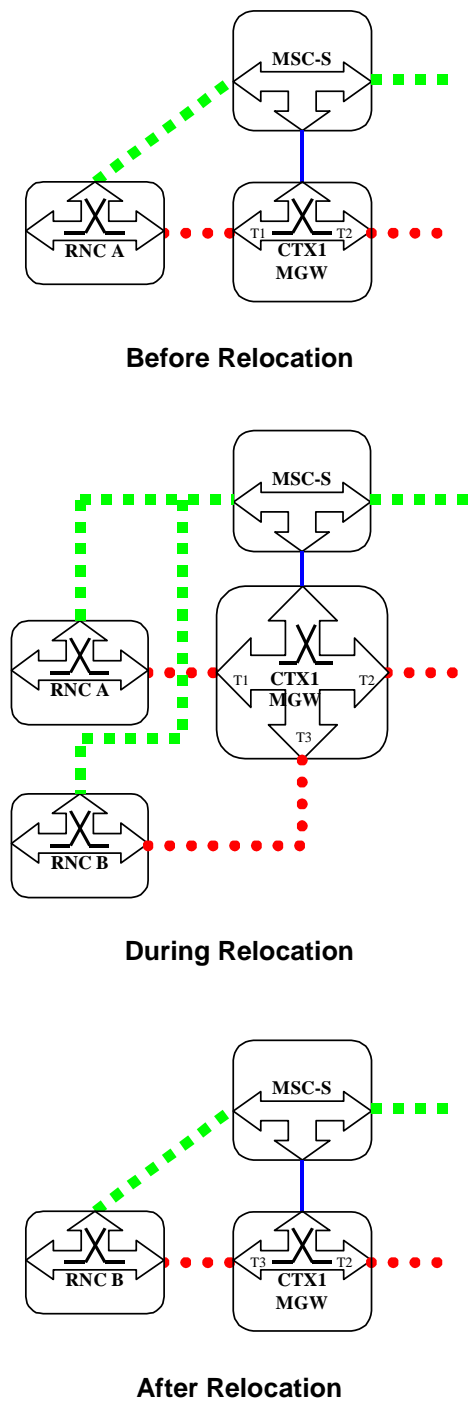 MSC-S
T1
T2
RNC A
CTX1
MGW
Before Relocation
MSC-S
RNC A
T1
CTX1
MGW
T2
T3
RNC B
During Relocation
MSC-S
T3
T2
RNC B
CTX1
MGW
After Relocation